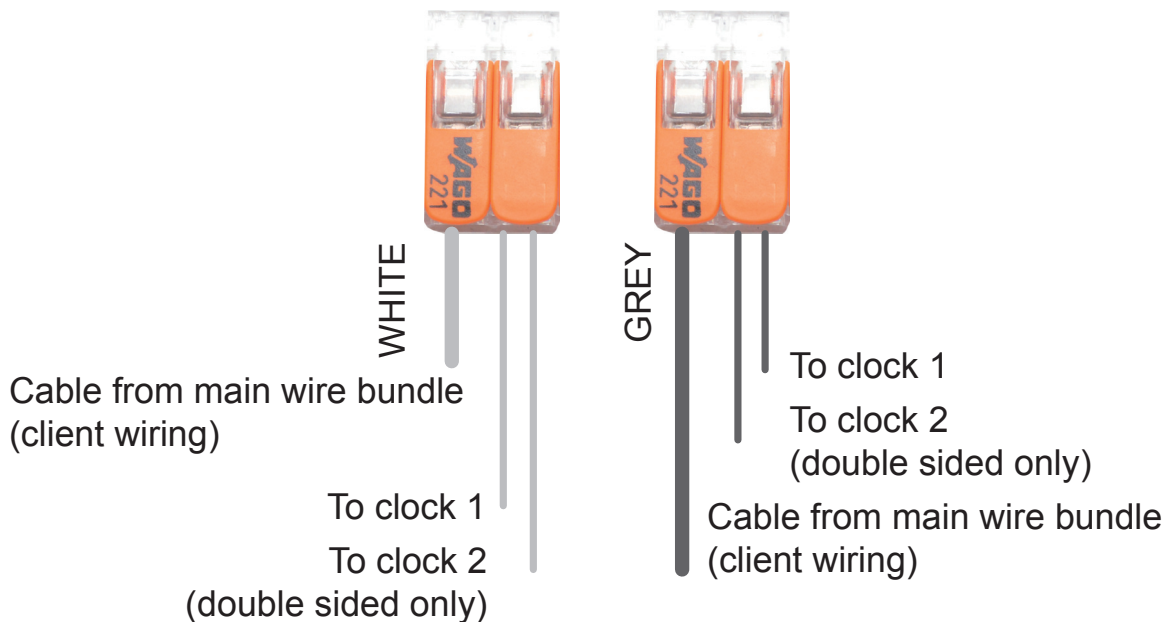 WAGO
221
WHITE
Cable from main wire bundle
(client wiring)
To clock 1
To clock 2
(double sided only)
WAGO
221
GREY
To clock 1
To clock 2
(double sided only)
Cable from main wire bundle
(client wiring)